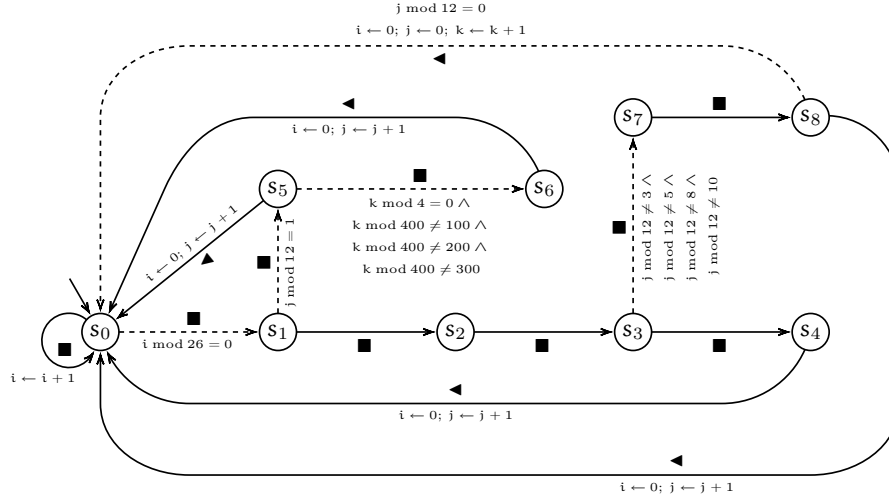 j mod 12 = 0
i ← 0; j ← 0; k ← k + 1
s7
s8
i ← 0; j ← j + 1
s5
s6
k mod 4 = 0 ∧
k mod 400 ≠ 100 ∧
k mod 400 ≠ 200 ∧
k mod 400 ≠ 300
i ← 0; j ← j + 1
j mod 12 = 1
j mod 12 ≠ 3 ∧
j mod 12 ≠ 5 ∧
j mod 12 ≠ 8 ∧
j mod 12 ≠ 10
s0
i mod 26 = 0
s1
s2
s3
s4
i ← i + 1
i ← 0; j ← j + 1
i ← 0; j ← j + 1